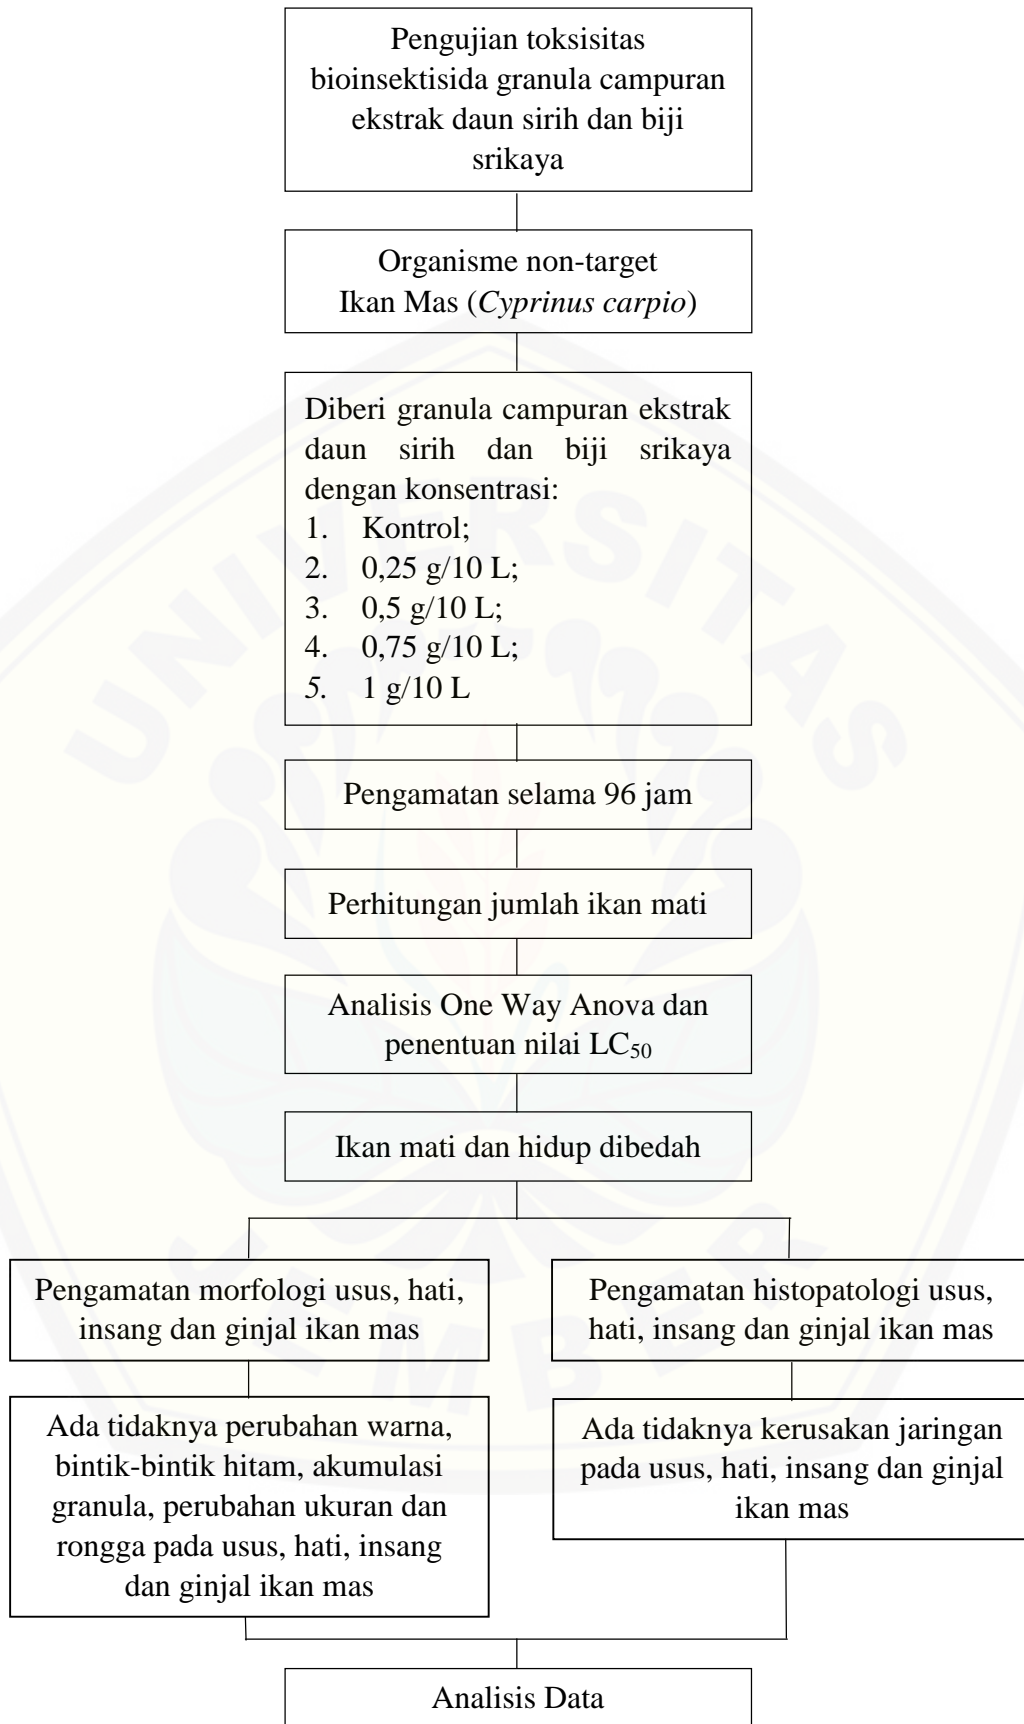 Pengujian toksisitas
bioinsektisida granula campuran
ekstrak daun sirih dan biji
srikaya
Organisme non-target
Ikan Mas (Cyprinus carpio)
Diberi granula campuran ekstrak
daun sirih dan biji srikaya
dengan konsentrasi:
1. Kontrol;
2. 0,25 g/10 L;
3. 0,5 g/10 L;
4. 0,75 g/10 L;
5. 1 g/10 L
Pengamatan selama 96 jam
Perhitungan jumlah ikan mati
Analisis One Way Anova dan
penentuan nilai LC50
Ikan mati dan hidup dibedah
Pengamatan morfologi usus, hati,
insang dan ginjal ikan mas
Ada tidaknya perubahan warna,
bintik-bintik hitam, akumulasi
granula, perubahan ukuran dan
rongga pada usus, hati, insang
dan ginjal ikan mas
Pengamatan histopatologi usus,
hati, insang dan ginjal ikan mas
Ada tidaknya kerusakan jaringan
pada usus, hati, insang dan ginjal
ikan mas
Analisis Data
UNIVERSITAS
JEMBER